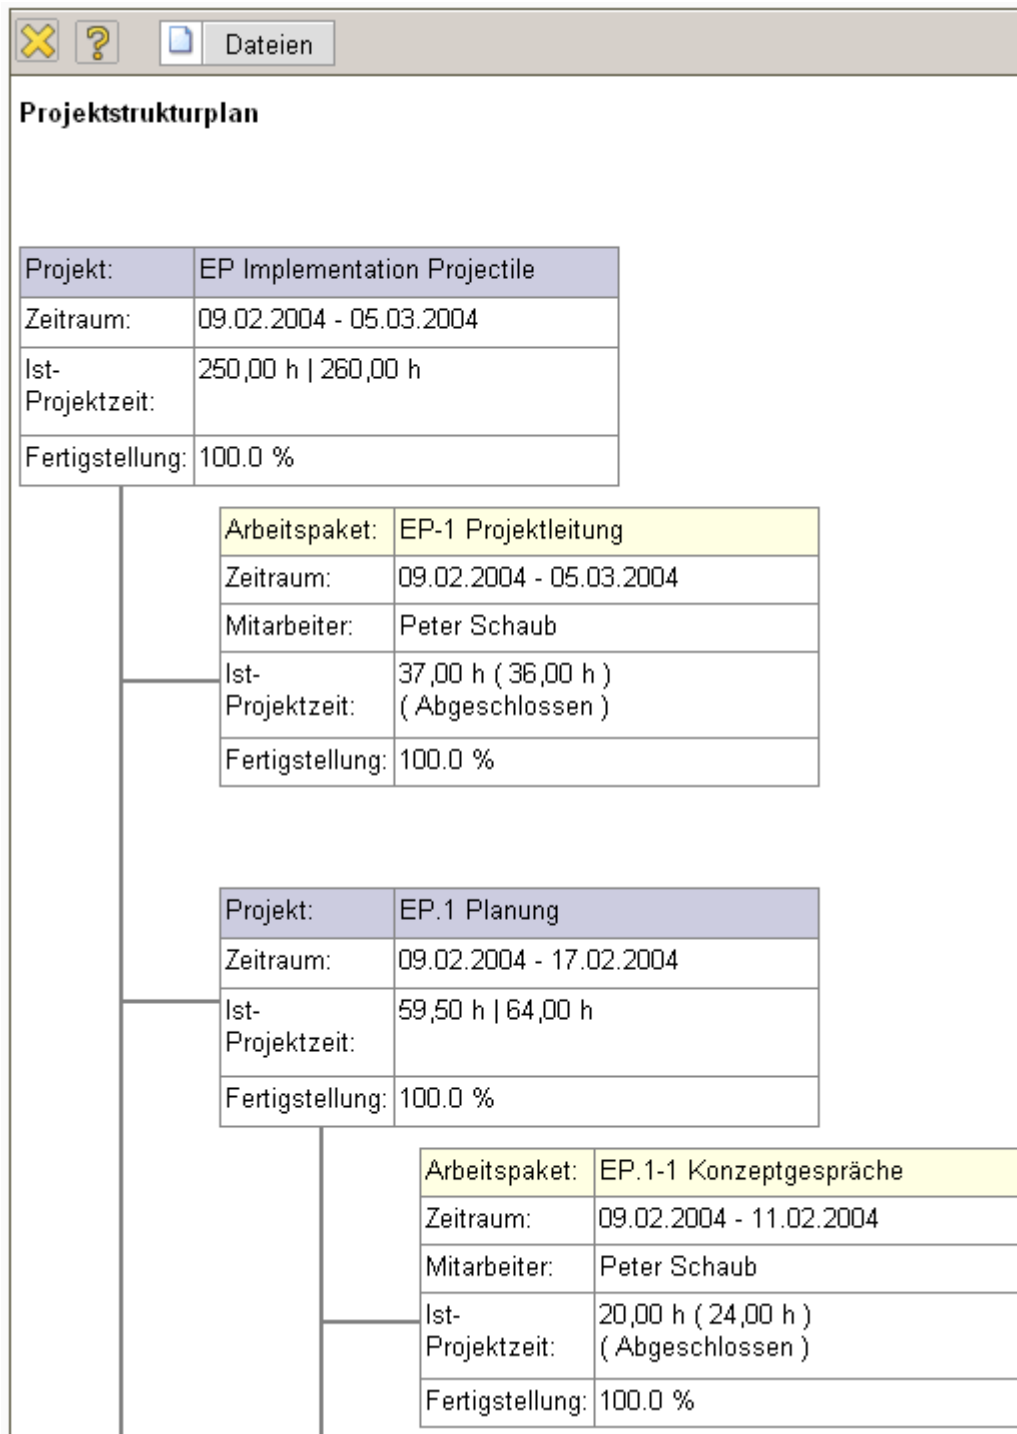 Dateien
Projektstrukturplan
Projekt: EP Implementation Projectile
Zeitraum: 09.02.2004 - 05.03.2004
Ist- 250,00 h | 260,00 h
Projektzeit:
Fertigstellung: 100.0 %
Arbeitspaket: EP-1 Projektleitung
Zeitraum: 09.02.2004 - 05.03.2004
Mitarbeiter: Peter Schaub
Ist- 37,00 h ( 36,00 h )
Projektzeit: ( Abgeschlossen )
Fertigstellung: 100.0 %
Projekt: EP.1 Planung
Zeitraum: 09.02.2004 - 17.02.2004
Ist- 59,50 h | 64,00 h
Projektzeit:
Fertigstellung: 100.0 %
Arbeitspaket: EP.1-1 Konzeptgespräche
Zeitraum: 09.02.2004 - 11.02.2004
Mitarbeiter: Peter Schaub
Ist- 20,00 h ( 24,00 h )
Projektzeit: ( Abgeschlossen )
Fertigstellung: 100.0 %